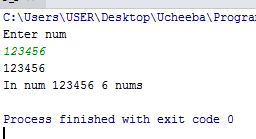 C:\Users\USER\Desktop\Ucheeba\Progra
Enter num
123456
123456
In num 123456 6 nums
Process finished with exit code 0